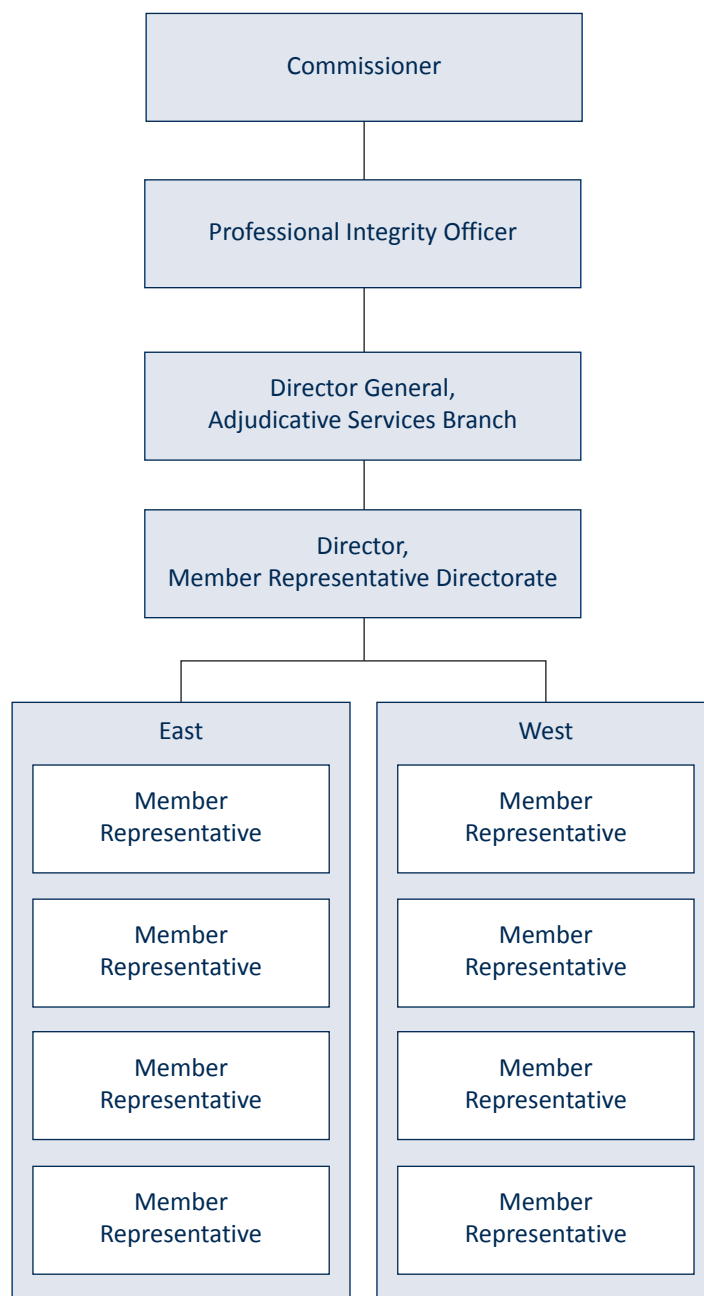 Commissioner
Professional Integrity Officer
Director General,
Adjudicative Services Branch
Director,
Member Representative Directorate
East
Member
Representative
Member
Representative
Member
Representative
Member
Representative
West
Member
Representative
Member
Representative
Member
Representative
Member
Representative